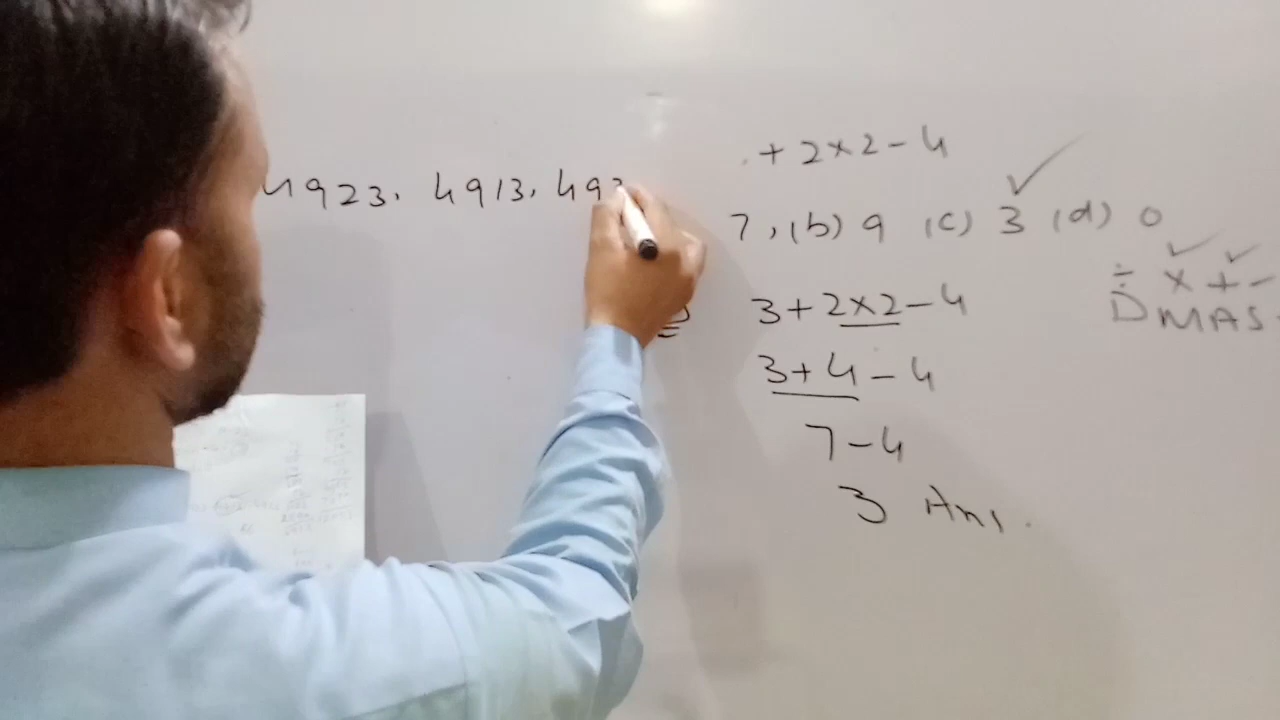 4923, 4913, 493
+ 2×2-4
7, (b) 9 (c) 3 (d) 0
÷ × + -
DMAS
3+2×2-4
3+4-4
7-4
3 Ans.